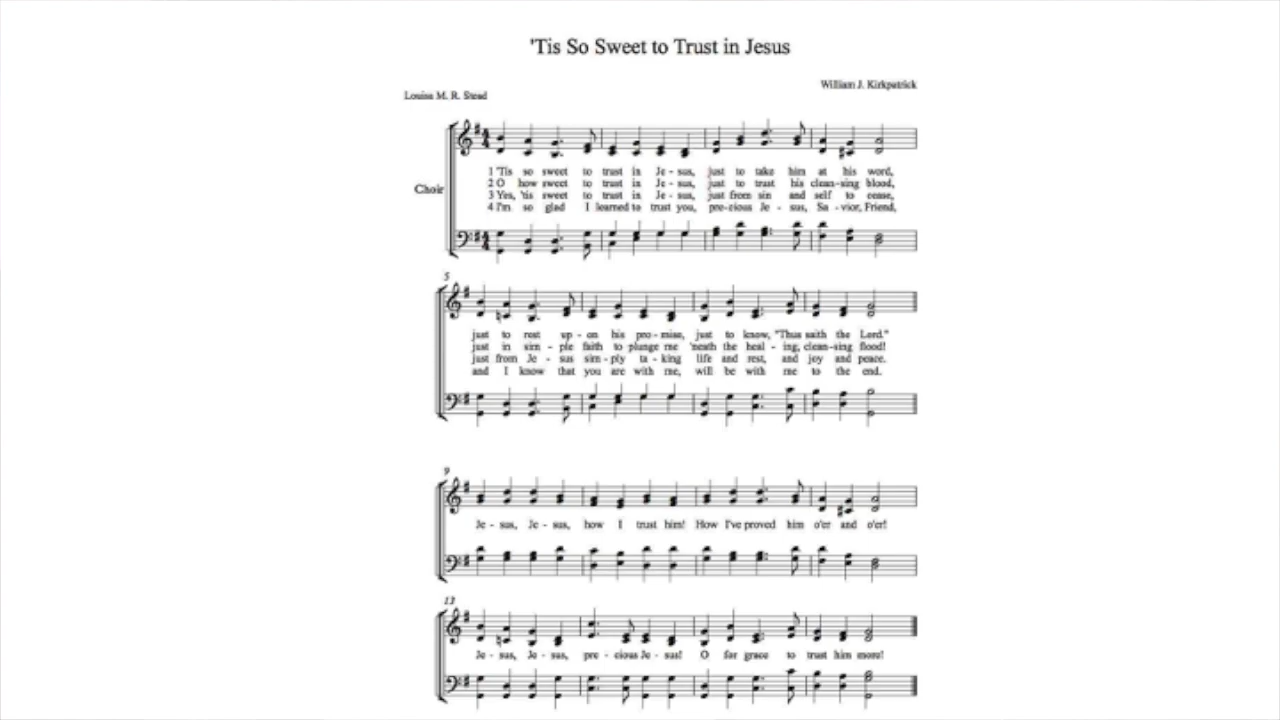 'Tis So Sweet to Trust in Jesus
William J. Kirkpatrick
Louisa M. R. Stead
Choir
1 'Tis so sweet to trust in Je - sus, just to take him at his word,
2 O how sweet to trust in Je - sus, just to trust his clean-sing blood,
3 Yes, 'tis sweet to trust in Je - sus, just from sin and self to cease,
4 I'm so glad I learned to trust you, pre-cious Je - sus, Sa - vior, Friend,
5
just to rest up - on his pro - mise, just to know, "Thus saith the Lord."
just in sim - ple faith to plunge me 'neath the heal - ing, clean-sing flood!
just from Je - sus sim - ply ta - king life and rest, and joy and peace.
and I know that you are with me, will be with me to the end.
9
Je - sus, Je - sus, how I trust him! How I've proved him o'er and o'er!
13
Je - sus, Je - sus, pre - cious Je - sus! O for grace to trust him more!